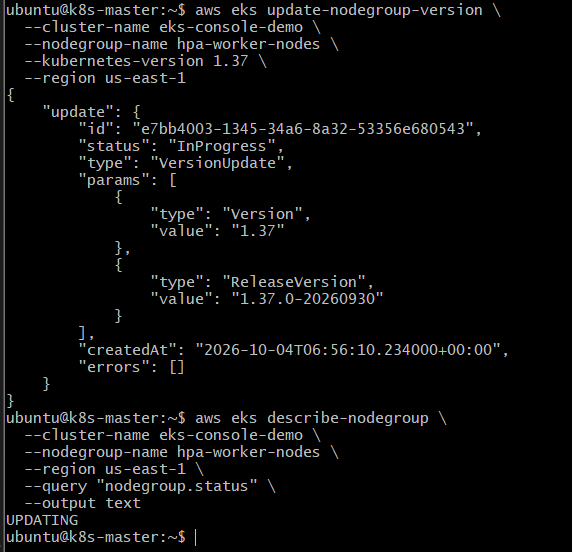 ubuntu@k8s-master:~$ aws eks update-nodegroup-version \
  --cluster-name eks-console-demo \
  --nodegroup-name hpa-worker-nodes \
  --kubernetes-version 1.37 \
  --region us-east-1
{
    "update": {
        "id": "e7bb4003-1345-34a6-8a32-53356e680543",
        "status": "InProgress",
        "type": "VersionUpdate",
        "params": [
            {
                "type": "Version",
                "value": "1.37"
            },
            {
                "type": "ReleaseVersion",
                "value": "1.37.0-20260930"
            }
        ],
        "createdAt": "2026-10-04T06:56:10.234000+00:00",
        "errors": []
    }
}
ubuntu@k8s-master:~$ aws eks describe-nodegroup \
  --cluster-name eks-console-demo \
  --nodegroup-name hpa-worker-nodes \
  --region us-east-1 \
  --query "nodegroup.status" \
  --output text
UPDATING
ubuntu@k8s-master:~$